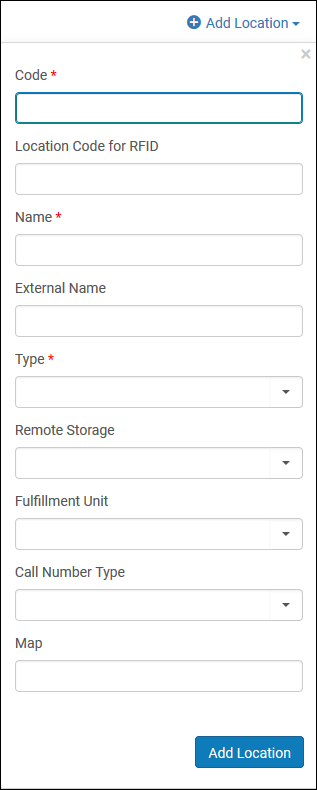 Add Location
Code *
Location Code for RFID
Name *
External Name
Type *
Remote Storage
Fulfillment Unit
Call Number Type
Map
Add Location